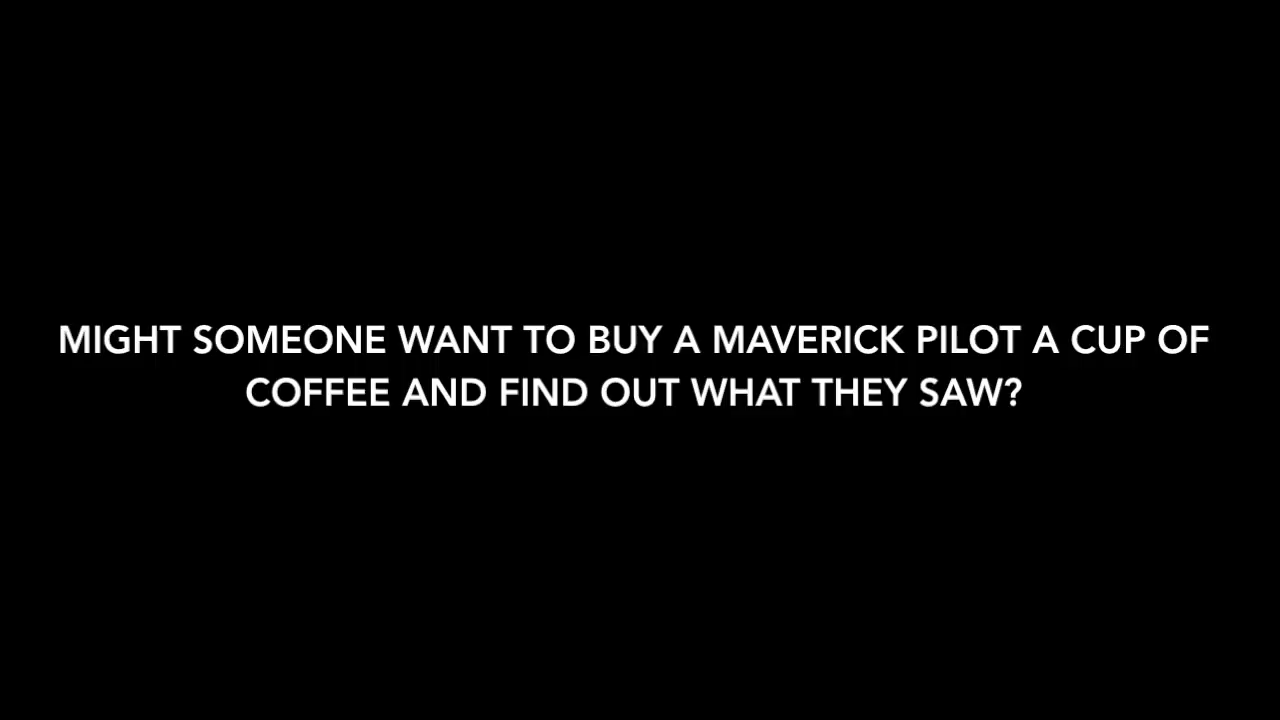 MIGHT SOMEONE WANT TO BUY A MAVERICK PILOT A CUP OF
COFFEE AND FIND OUT WHAT THEY SAW?